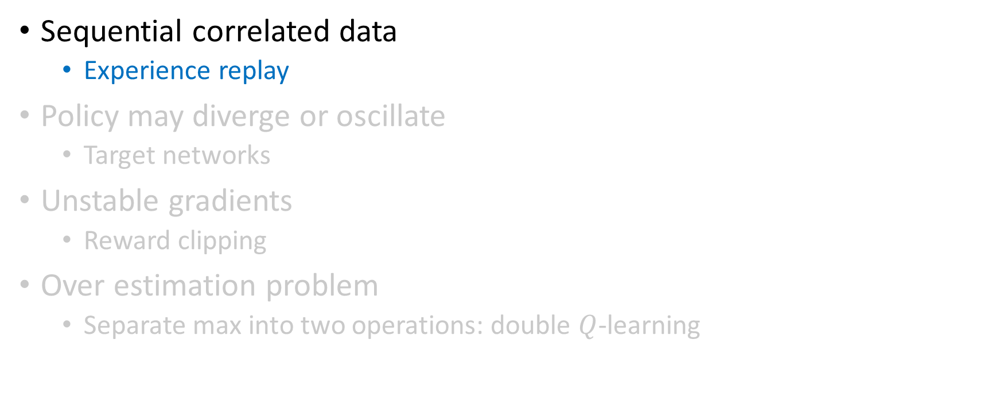 • Sequential correlated data
• Experience replay
• Policy may diverge or oscillate
• Target networks
• Unstable gradients
• Reward clipping
• Over estimation problem
• Separate max into two operations: double Q-learning